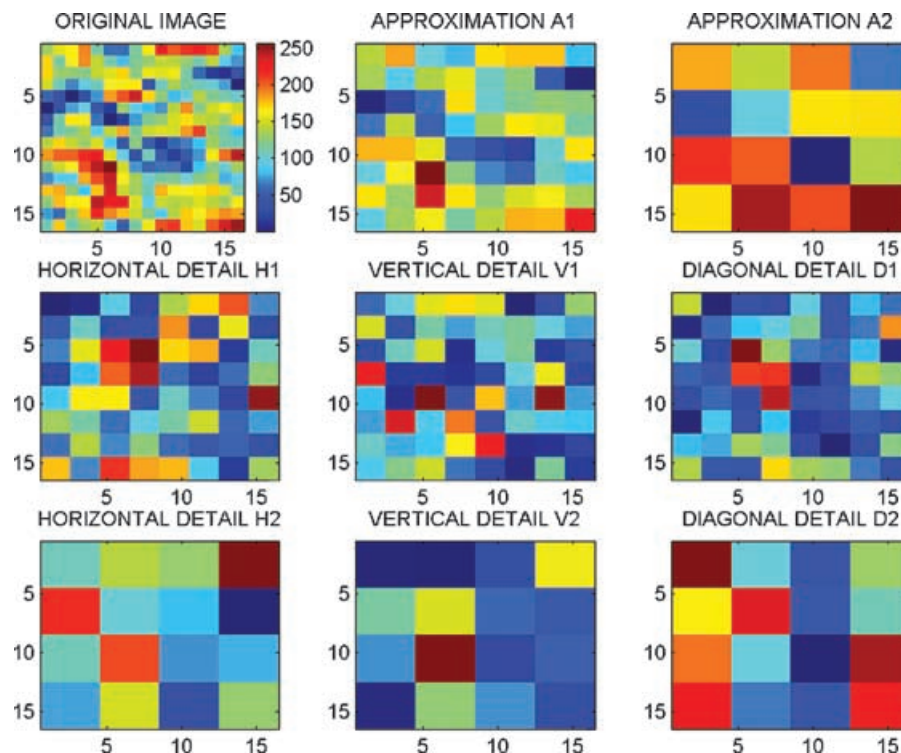 ORIGINAL IMAGE
APPROXIMATION A1
APPROXIMATION A2
5
10
15
5 10 15
250
200
150
100
50
5
10
15
5 10 15
5
10
15
5 10 15
HORIZONTAL DETAIL H1
VERTICAL DETAIL V1
DIAGONAL DETAIL D1
5
10
15
5 10 15
5
10
15
5 10 15
5
10
15
5 10 15
HORIZONTAL DETAIL H2
VERTICAL DETAIL V2
DIAGONAL DETAIL D2
5
10
15
5 10 15
5
10
15
5 10 15
5
10
15
5 10 15